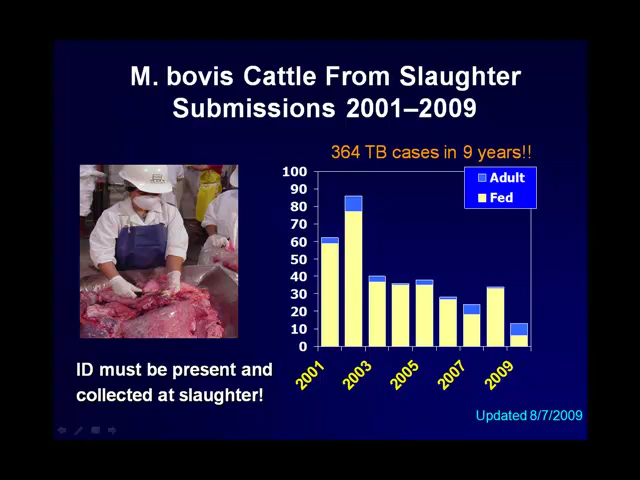 M. bovis Cattle From Slaughter
Submissions 2001–2009
364 TB cases in 9 years!!
Adult
Fed
100
90
80
70
60
50
40
30
20
10
0
2001
2003
2005
2007
2009
ID must be present and
collected at slaughter!
Updated 8/7/2009